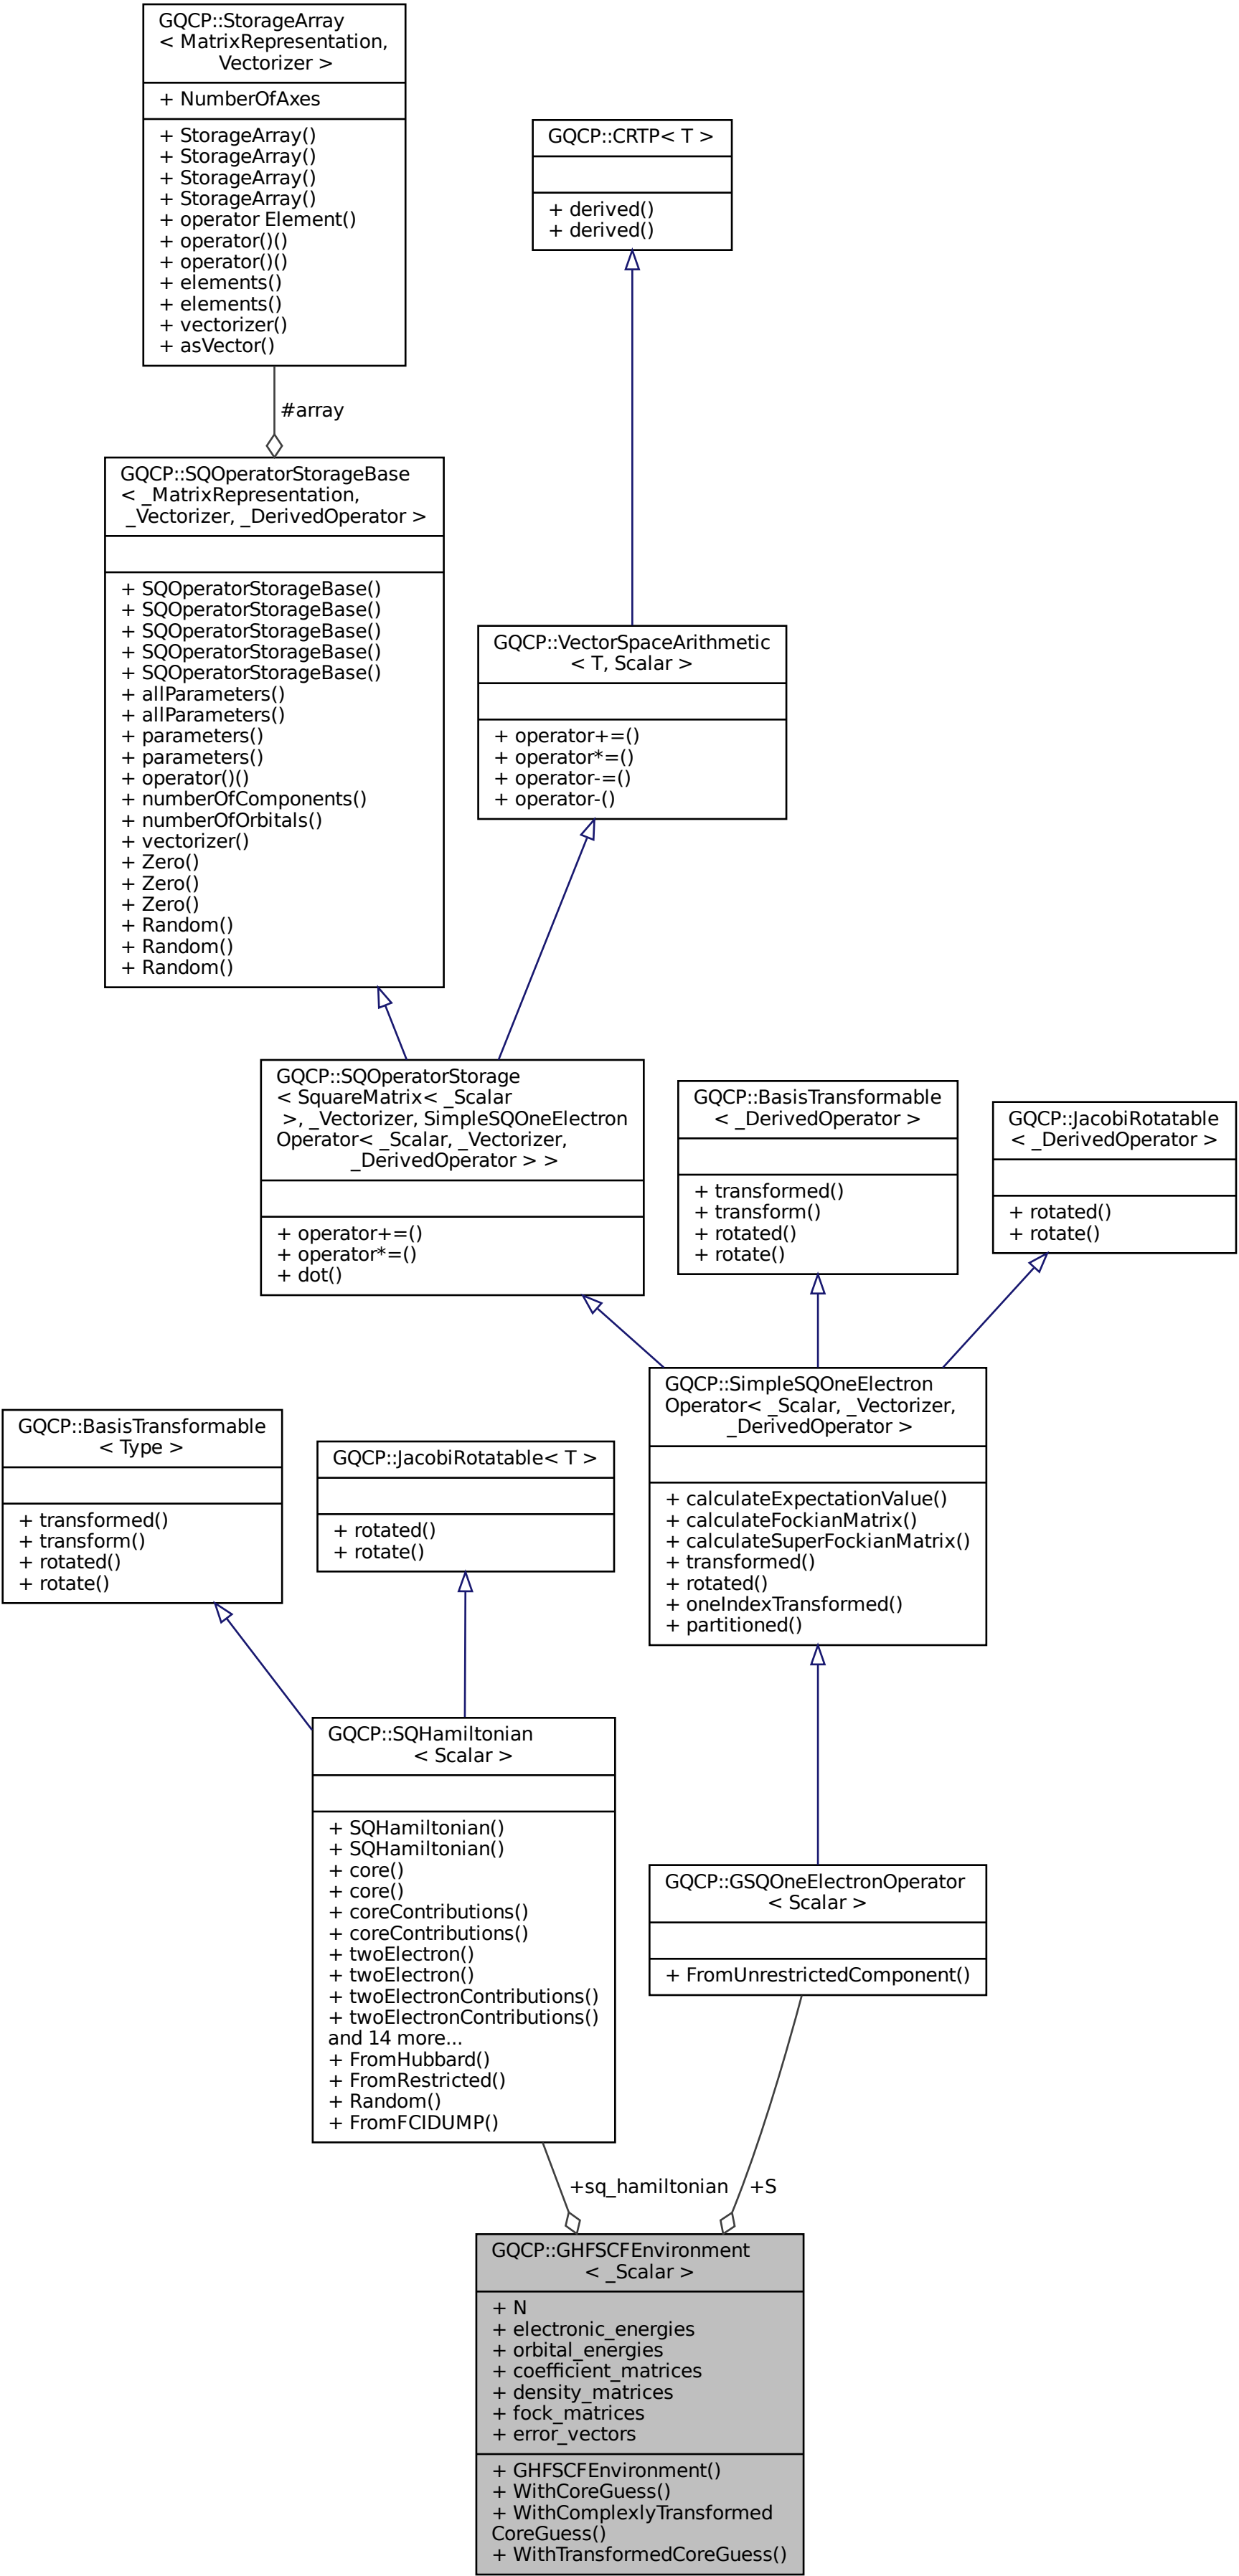 GQCP::StorageArray
< MatrixRepresentation,
Vectorizer >
+ NumberOfAxes
+ StorageArray()
+ StorageArray()
+ StorageArray()
+ StorageArray()
+ operator Element()
+ operator()()
+ operator()()
+ elements()
+ elements()
+ vectorizer()
+ asVector()
GQCP::CRTP< T >
+ derived()
+ derived()
#array
GQCP::SQOperatorStorageBase
< _MatrixRepresentation,
_Vectorizer, _DerivedOperator >
+ SQOperatorStorageBase()
+ SQOperatorStorageBase()
+ SQOperatorStorageBase()
+ SQOperatorStorageBase()
+ SQOperatorStorageBase()
+ allParameters()
+ allParameters()
+ parameters()
+ parameters()
+ operator()()
+ numberOfComponents()
+ numberOfOrbitals()
+ vectorizer()
+ Zero()
+ Zero()
+ Zero()
+ Random()
+ Random()
+ Random()
GQCP::VectorSpaceArithmetic
< T, Scalar >
+ operator+=()
+ operator*=()
+ operator-=()
+ operator-()
GQCP::SQOperatorStorage
< SquareMatrix< _Scalar
>, _Vectorizer, SimpleSQOneElectron
Operator< _Scalar, _Vectorizer,
_DerivedOperator > >
+ operator+=()
+ operator*=()
+ dot()
GQCP::BasisTransformable
< _DerivedOperator >
+ transformed()
+ transform()
+ rotated()
+ rotate()
GQCP::JacobiRotatable
< _DerivedOperator >
+ rotated()
+ rotate()
GQCP::SimpleSQOneElectron
Operator< _Scalar, _Vectorizer,
_DerivedOperator >
+ calculateExpectationValue()
+ calculateFockianMatrix()
+ calculateSuperFockianMatrix()
+ transformed()
+ rotated()
+ oneIndexTransformed()
+ partitioned()
GQCP::BasisTransformable
< Type >
+ transformed()
+ transform()
+ rotated()
+ rotate()
GQCP::JacobiRotatable< T >
+ rotated()
+ rotate()
GQCP::SQHamiltonian
< Scalar >
+ SQHamiltonian()
+ SQHamiltonian()
+ core()
+ core()
+ coreContributions()
+ coreContributions()
+ twoElectron()
+ twoElectron()
+ twoElectronContributions()
+ twoElectronContributions()
and 14 more...
+ FromHubbard()
+ FromRestricted()
+ Random()
+ FromFCIDUMP()
GQCP::GSQOneElectronOperator
< Scalar >
+ FromUnrestrictedComponent()
+sq_hamiltonian
+S
GQCP::GHFSCFEnvironment
< _Scalar >
+ N
+ electronic_energies
+ orbital_energies
+ coefficient_matrices
+ density_matrices
+ fock_matrices
+ error_vectors
+ GHFSCFEnvironment()
+ WithCoreGuess()
+ WithComplexlyTransformed
CoreGuess()
+ WithTransformedCoreGuess()